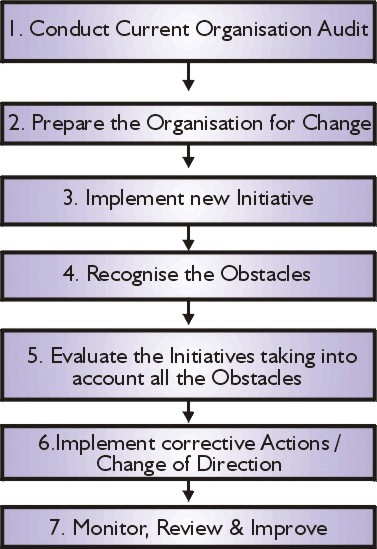 1. Conduct Current Organisation Audit
2. Prepare the Organisation for Change
3. Implement new Initiative
4. Recognise the Obstacles
5. Evaluate the Initiatives taking into
account all the Obstacles
6.Implement corrective Actions /
Change of Direction
7. Monitor, Review & Improve